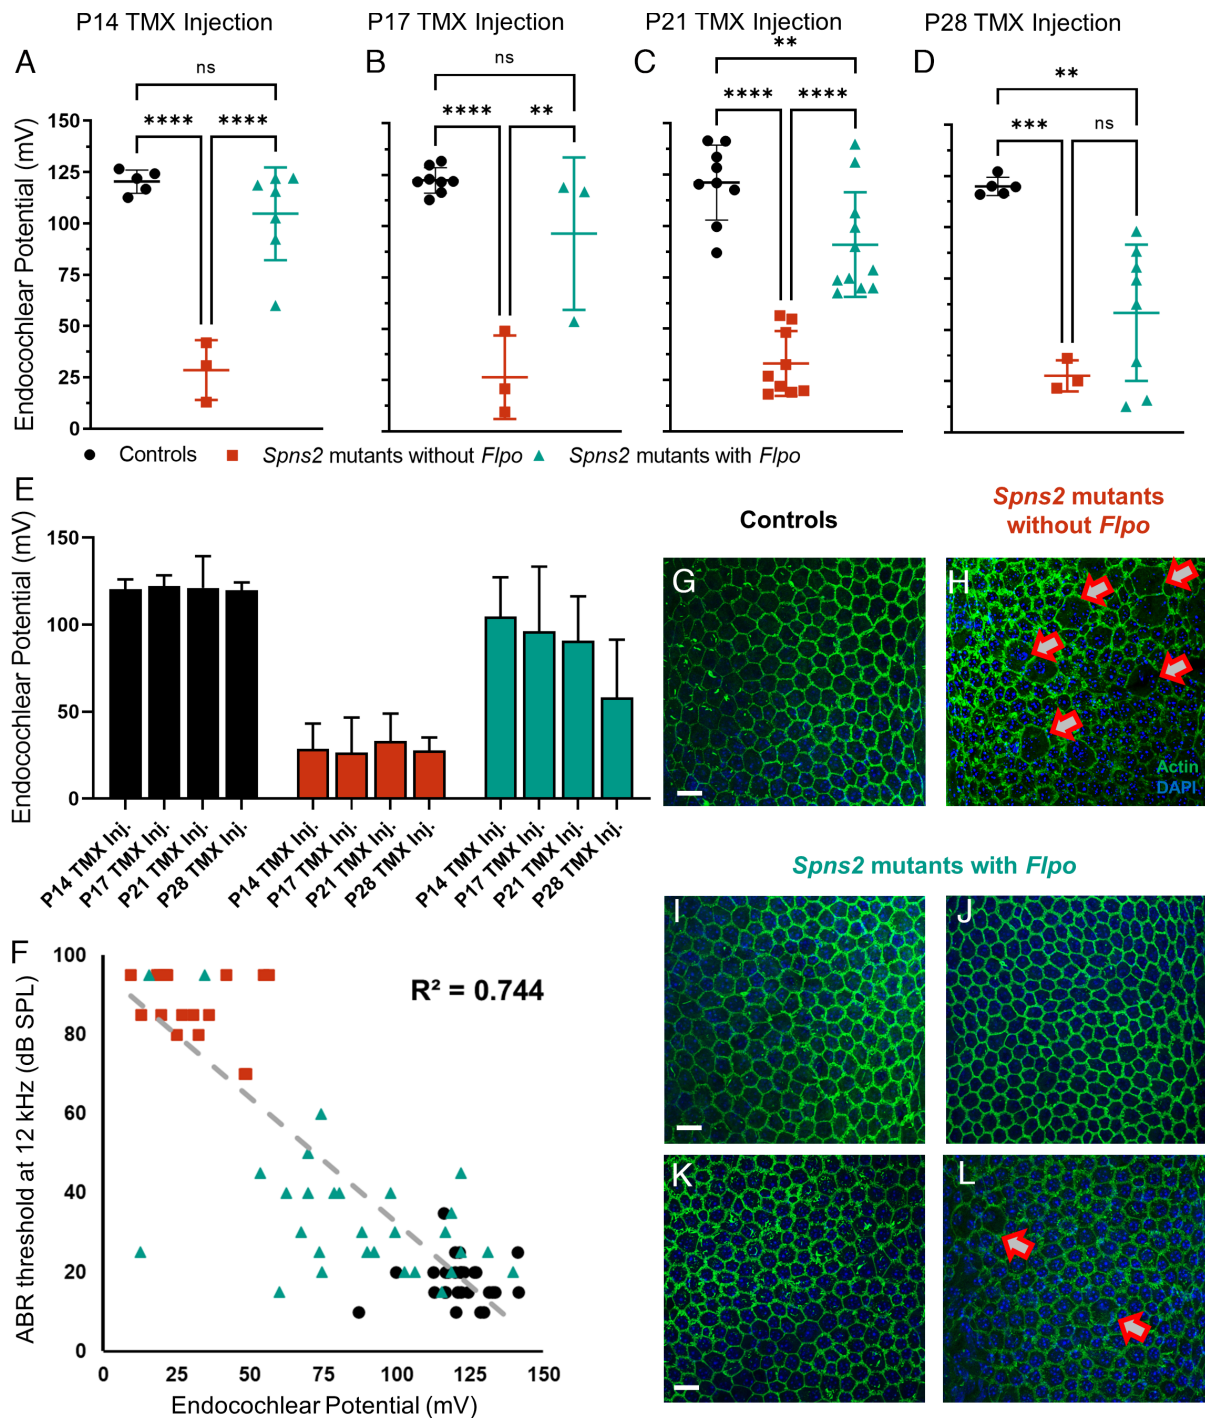 P14 TMX Injection
P17 TMX Injection
P21 TMX Injection
P28 TMX Injection
A
B
C
D
ns
ns
**
**
**** ****
**** **
**** ****
*** ns
Endocochlear Potential (mV)
150
125
100
75
50
25
0
Controls
Spns2 mutants without Flpo
Spns2 mutants with Flpo
E
Endocochlear Potential (mV)
150
100
50
0
P14 TMX Inj.
P17 TMX Inj.
P21 TMX Inj.
P28 TMX Inj.
P14 TMX Inj.
P17 TMX Inj.
P21 TMX Inj.
P28 TMX Inj.
P14 TMX Inj.
P17 TMX Inj.
P21 TMX Inj.
P28 TMX Inj.
F
ABR threshold at 12 kHz (dB SPL)
100
80
60
40
20
0
R² = 0.744
0
25
50
75
100
125
150
Endocochlear Potential (mV)
Controls
Spns2 mutants
without Flpo
G
H
Actin
DAPI
Spns2 mutants with Flpo
I
J
K
L